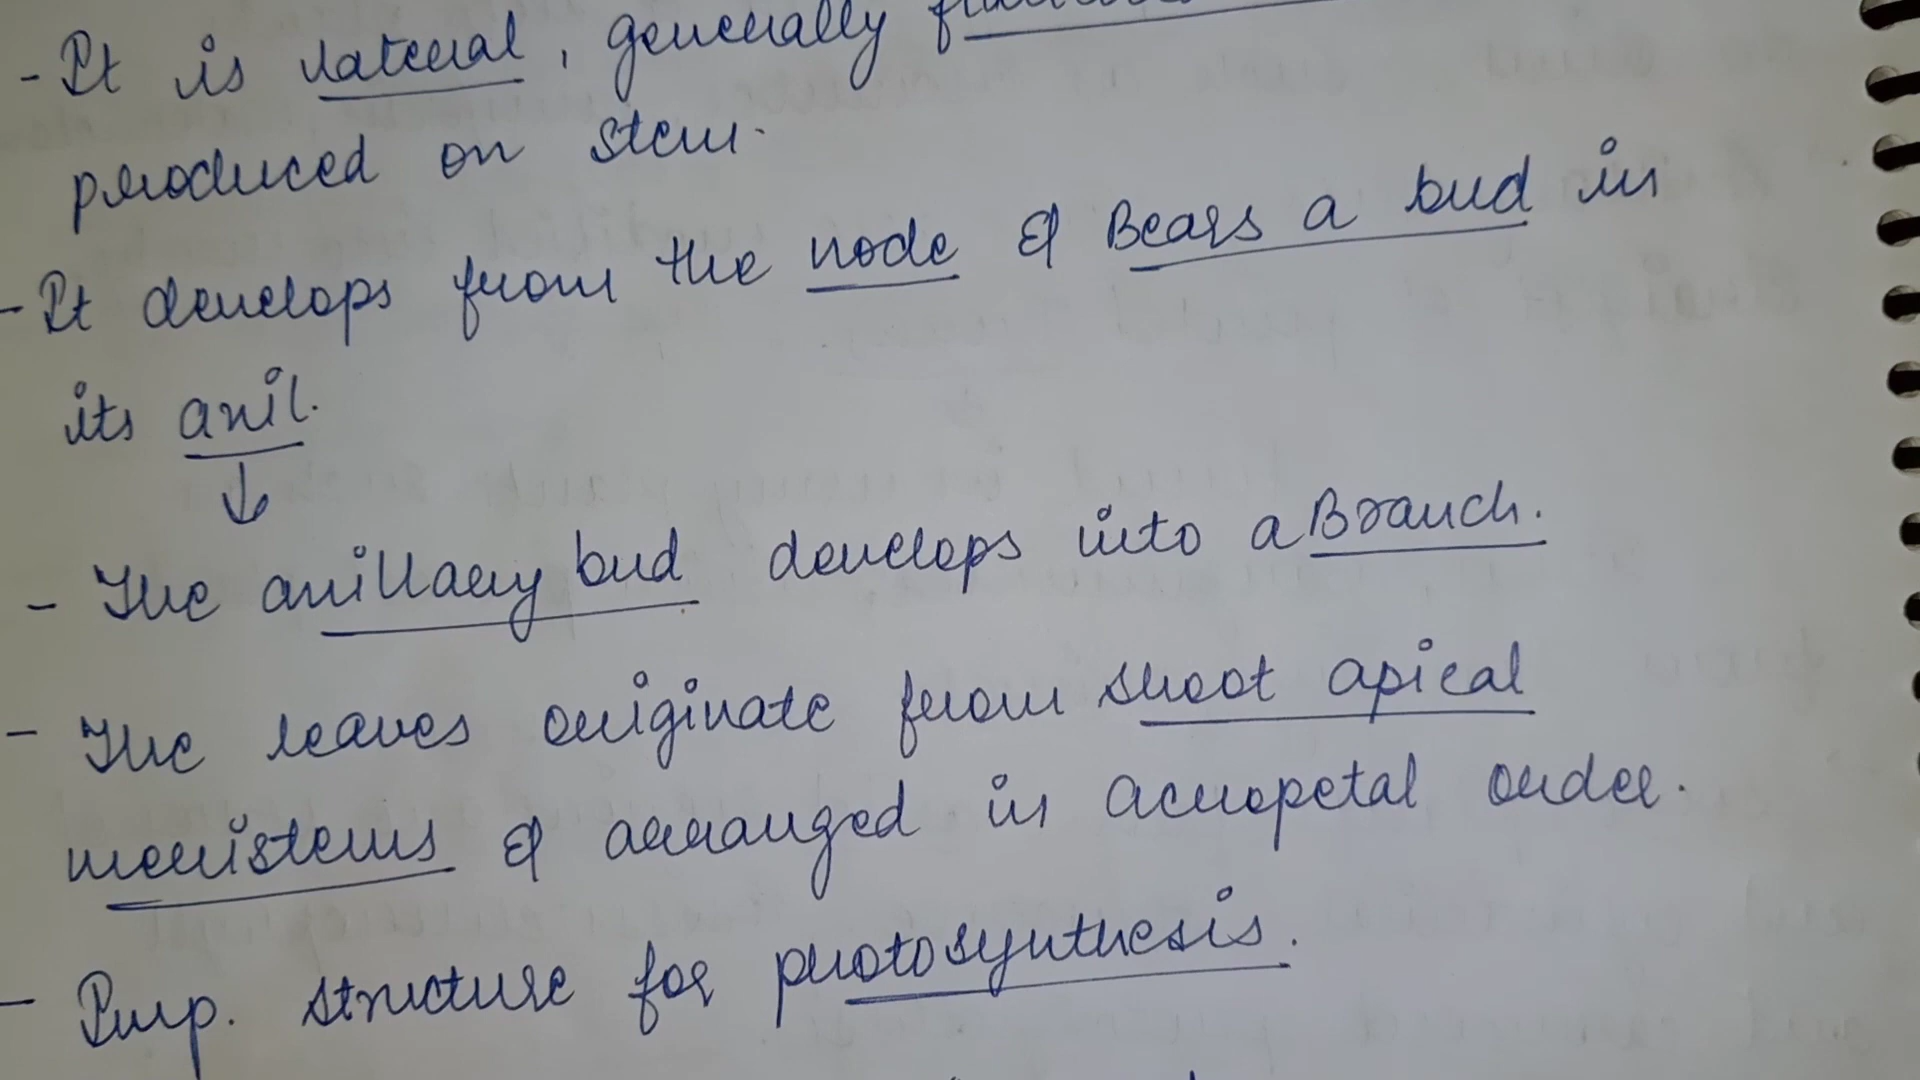 - It is lateral, generally
produced on stem.
- It develops from the node & Bears a bud in
its axil.
↓
- The axillary bud develops into a Branch.
- The leaves originate from shoot apical
meristems & arranged in acropetal order.
- Imp. structure for photosynthesis.